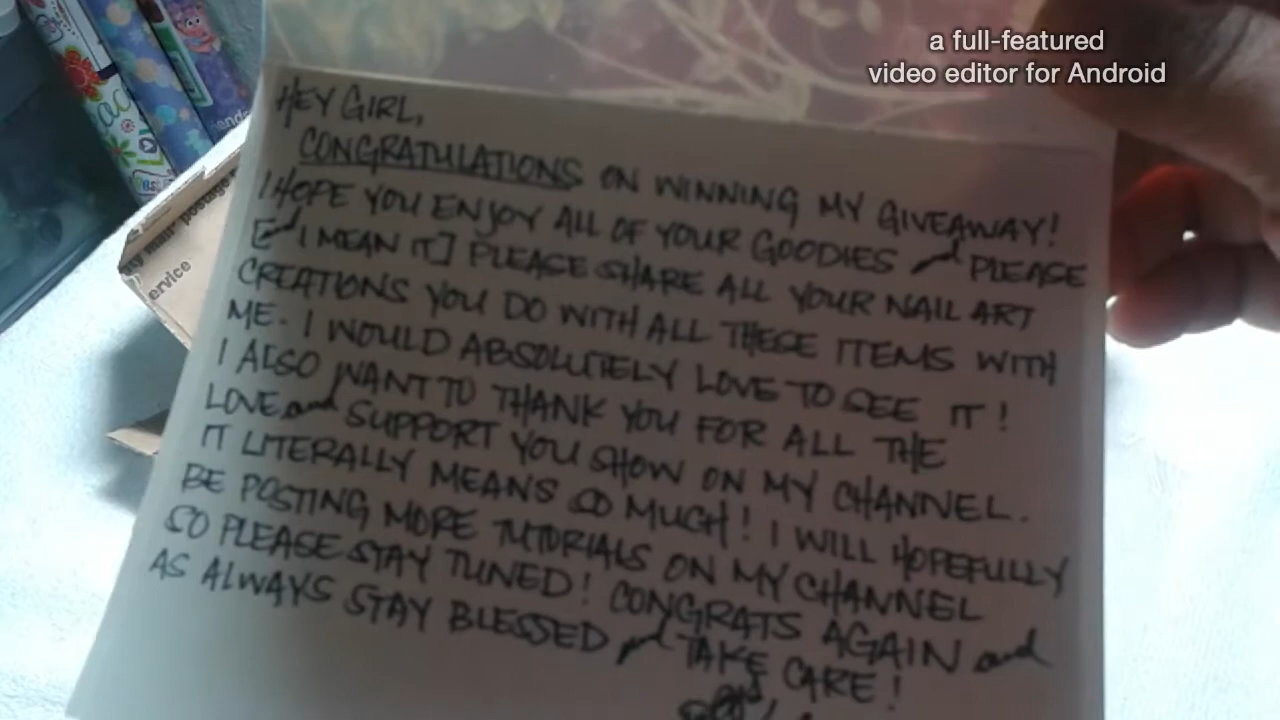 a full-featured
video editor for Android
HEY GIRL,
CONGRATULATIONS ON WINNING MY GIVEAWAY!
I HOPE YOU ENJOY ALL OF YOUR GOODIES and PLEASE
[and I MEAN IT] PLEASE SHARE ALL YOUR NAIL ART
CREATIONS YOU DO WITH ALL THESE ITEMS WITH
ME. I WOULD ABSOLUTELY LOVE TO SEE IT!
I ALSO WANT TO THANK YOU FOR ALL THE
LOVE and SUPPORT YOU SHOW ON MY CHANNEL.
IT LITERALLY MEANS SO MUCH! I WILL HOPEFULLY
BE POSTING MORE TUTORIALS ON MY CHANNEL
SO PLEASE STAY TUNED! CONGRATS AGAIN and
AS ALWAYS STAY BLESSED and TAKE CARE!
ervice